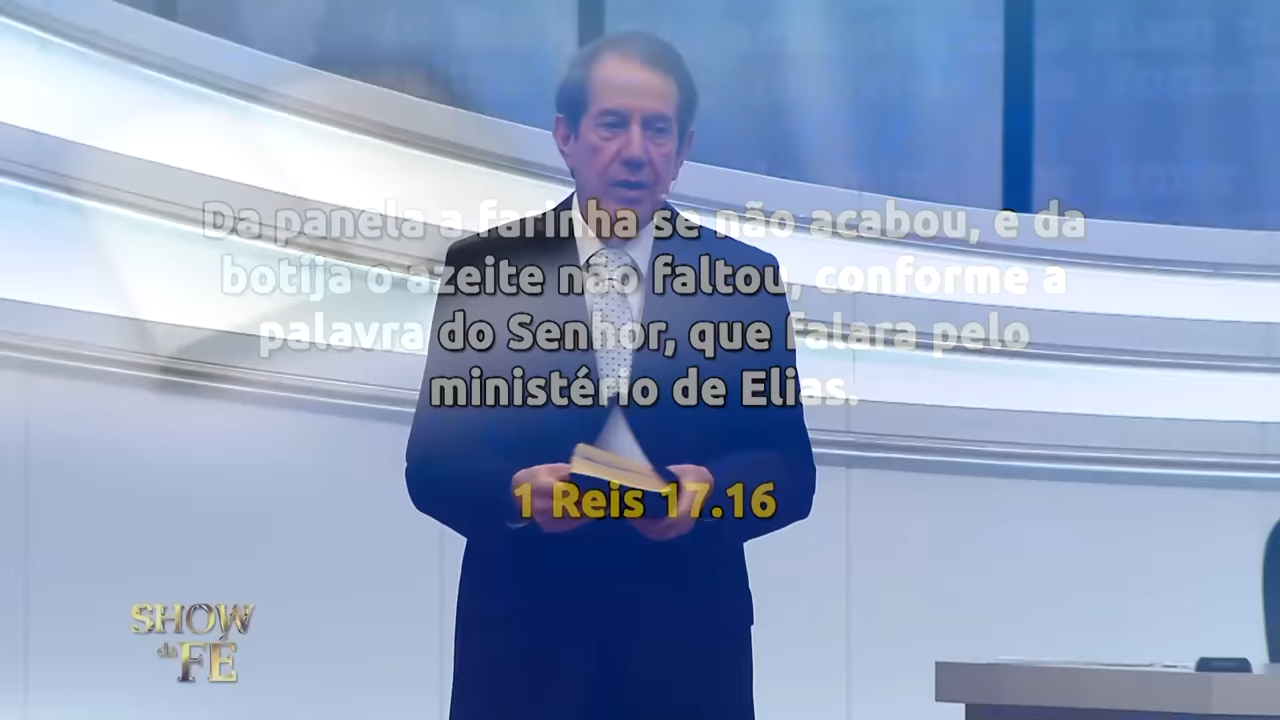 Da panela a farinha se não acabou, e da
botija o azeite não faltou, conforme a
palavra do Senhor, que falara pelo
ministério de Elias.
1 Reis 17.16
SHOW
da FÉ